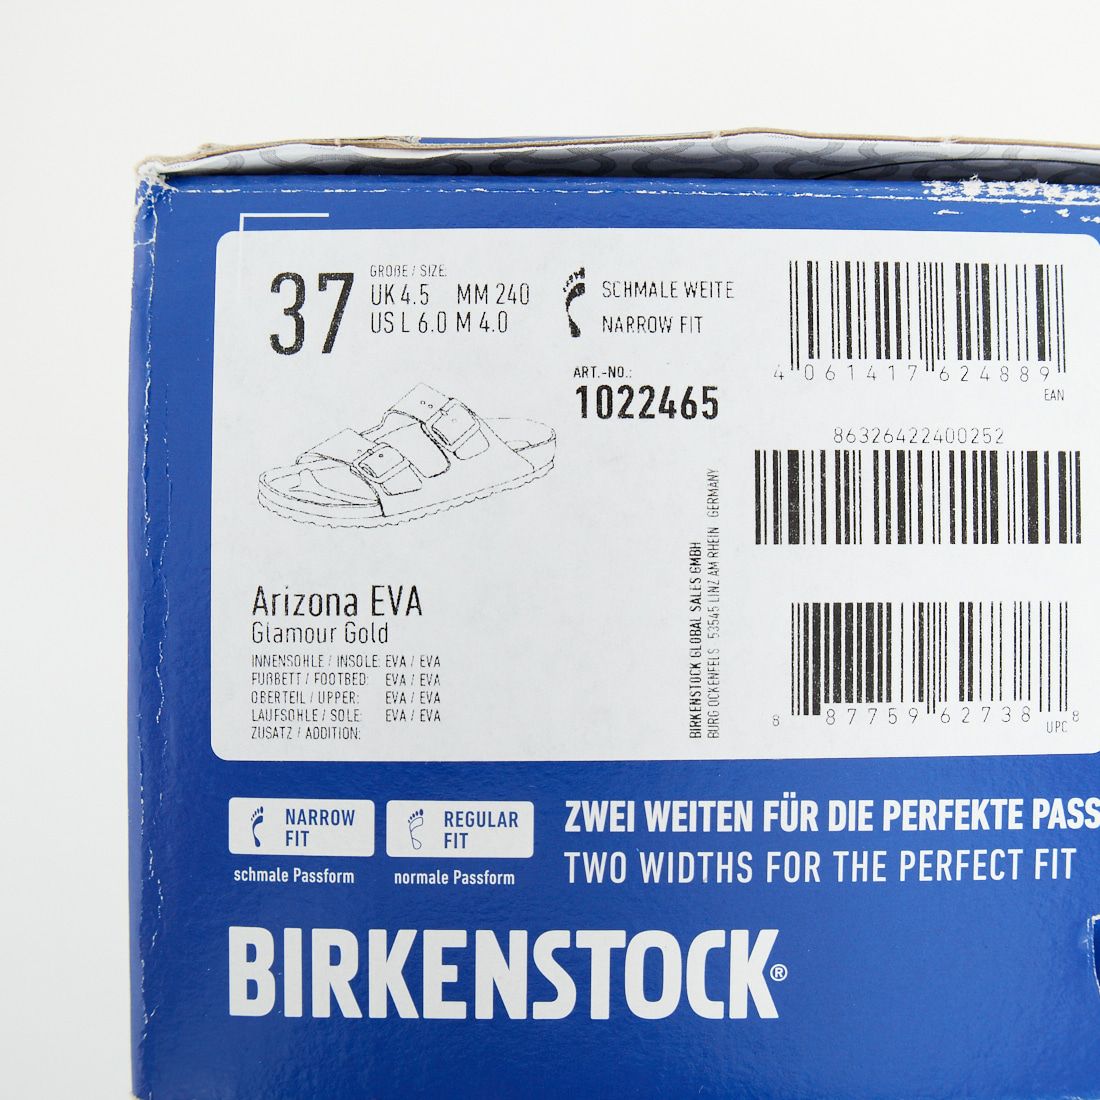 37
GRÖßE / SIZE:
UK 4.5 MM 240
US L 6.0 M 4.0
SCHMALE WEITE
NARROW FIT
ART.-NO.:
1022465
4 061417 624889
EAN
86326422400252
BIRKENSTOCK GLOBAL SALES GMBH
BURG OCKENFELS 53545 LINZ AM RHEIN GERMANY
8 87759 62738 8
UPC
Arizona EVA
Glamour Gold
INNENSOHLE / INSOLE: EVA / EVA
FUßBETT / FOOTBED: EVA / EVA
OBERTEIL / UPPER: EVA / EVA
LAUFSOHLE / SOLE: EVA / EVA
ZUSATZ / ADDITION:
NARROW FIT
schmale Passform
REGULAR FIT
normale Passform
ZWEI WEITEN FÜR DIE PERFEKTE PASS
TWO WIDTHS FOR THE PERFECT FIT
BIRKENSTOCK®